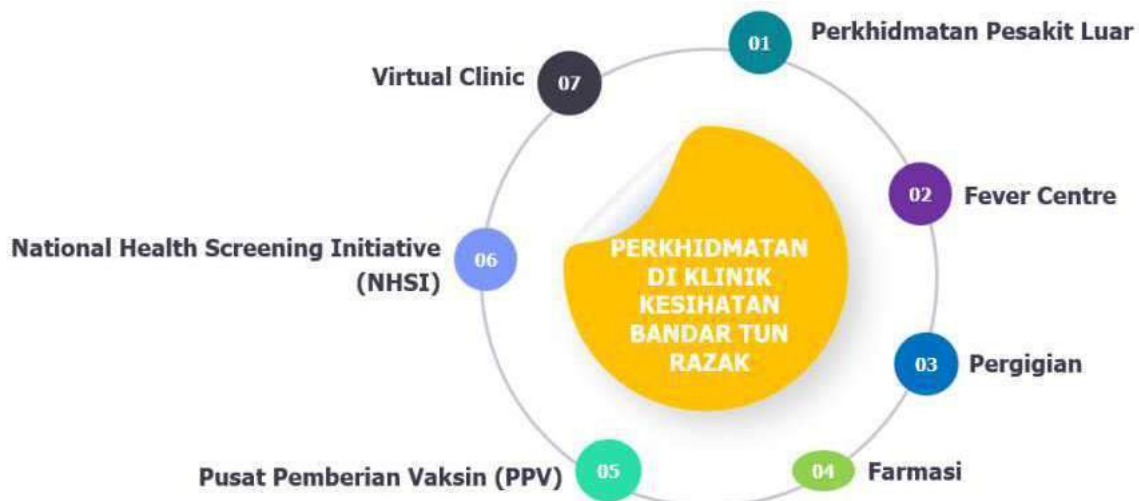 PERKHIDMATAN
DI KLINIK
KESIHATAN
BANDAR TUN
RAZAK
01
Perkhidmatan Pesakit Luar
02
Fever Centre
03
Pergigian
04
Farmasi
05
Pusat Pemberian Vaksin (PPV)
06
National Health Screening Initiative
(NHSI)
07
Virtual Clinic